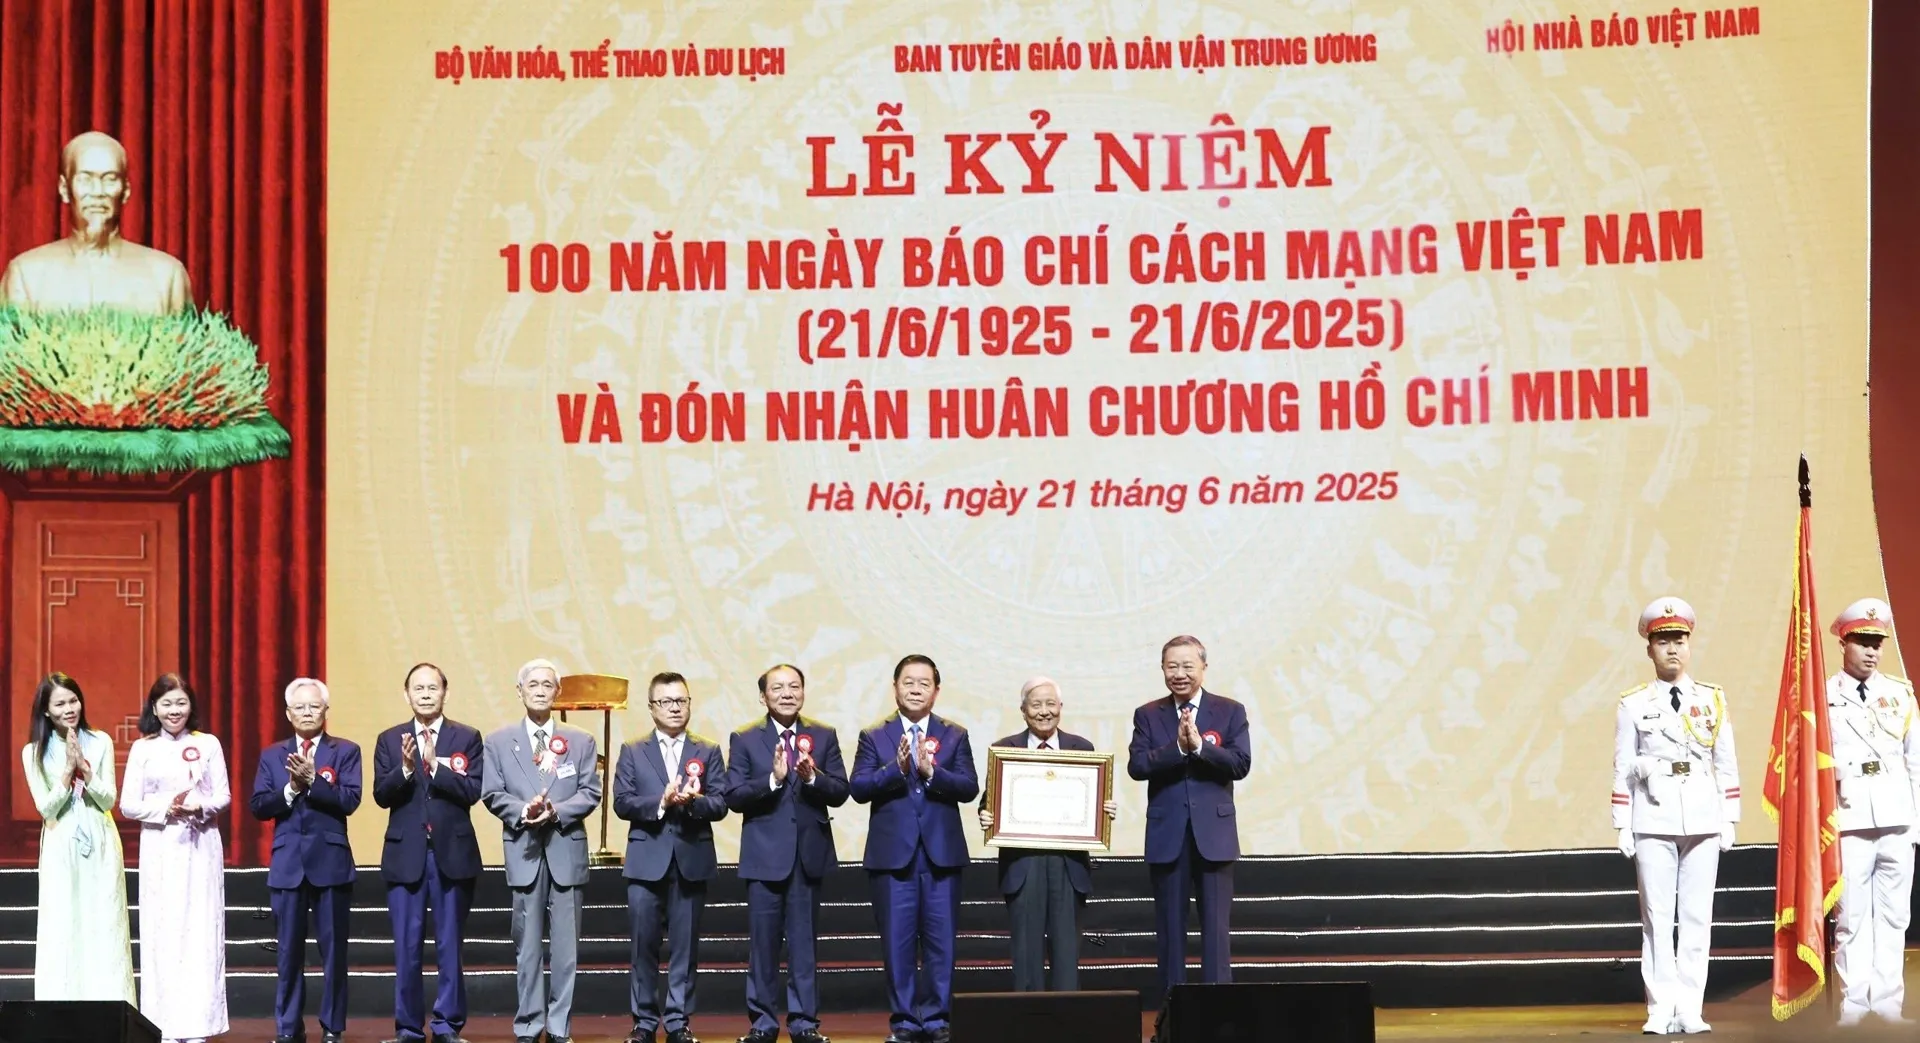 BỘ VĂN HÓA, THỂ THAO VÀ DU LỊCH
BAN TUYÊN GIÁO VÀ DÂN VẬN TRUNG ƯƠNG
HỘI NHÀ BÁO VIỆT NAM
LỄ KỶ NIỆM
100 NĂM NGÀY BÁO CHÍ CÁCH MẠNG VIỆT NAM
(21/6/1925 - 21/6/2025)
VÀ ĐÓN NHẬN HUÂN CHƯƠNG HỒ CHÍ MINH
Hà Nội, ngày 21 tháng 6 năm 2025